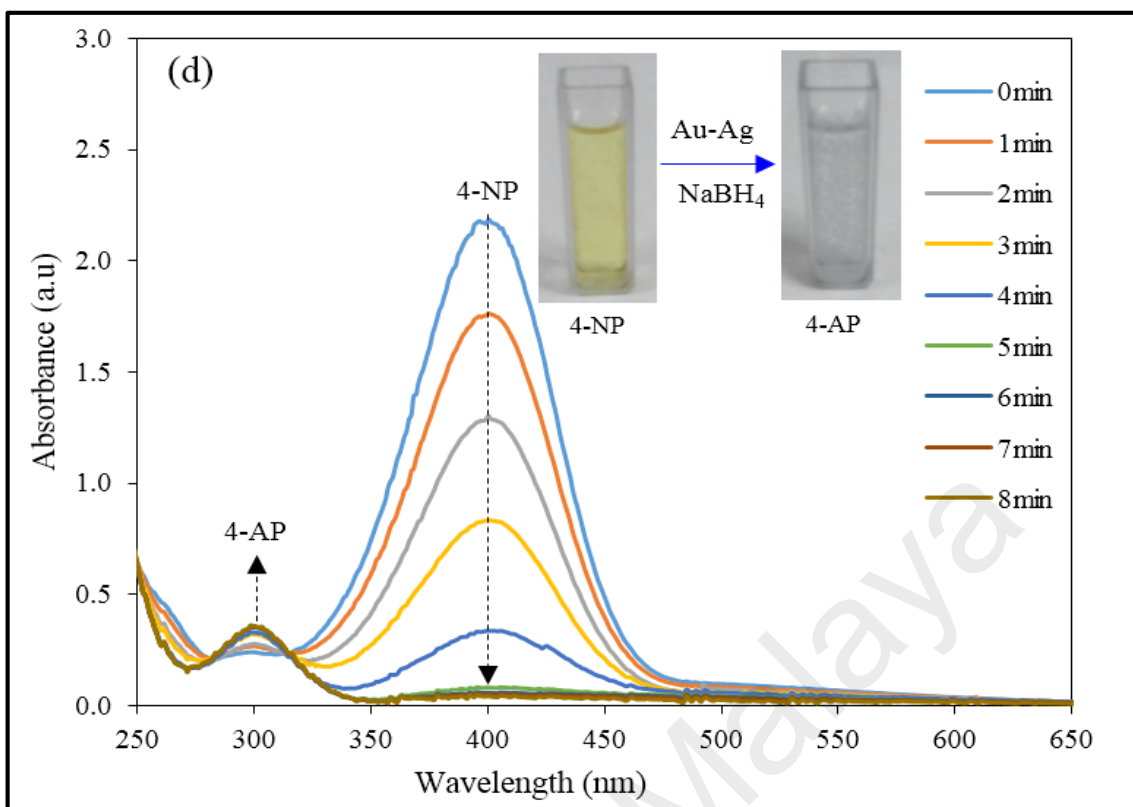 (d)
3.0
2.5
2.0
1.5
1.0
0.5
0.0
Absorbance (a.u)
250
300
350
400
450
500
550
600
650
Wavelength (nm)
4-NP
4-AP
Au-Ag
NaBH₄
4-NP
4-AP
0min
1min
2min
3min
4min
5min
6min
7min
8min
Malaya